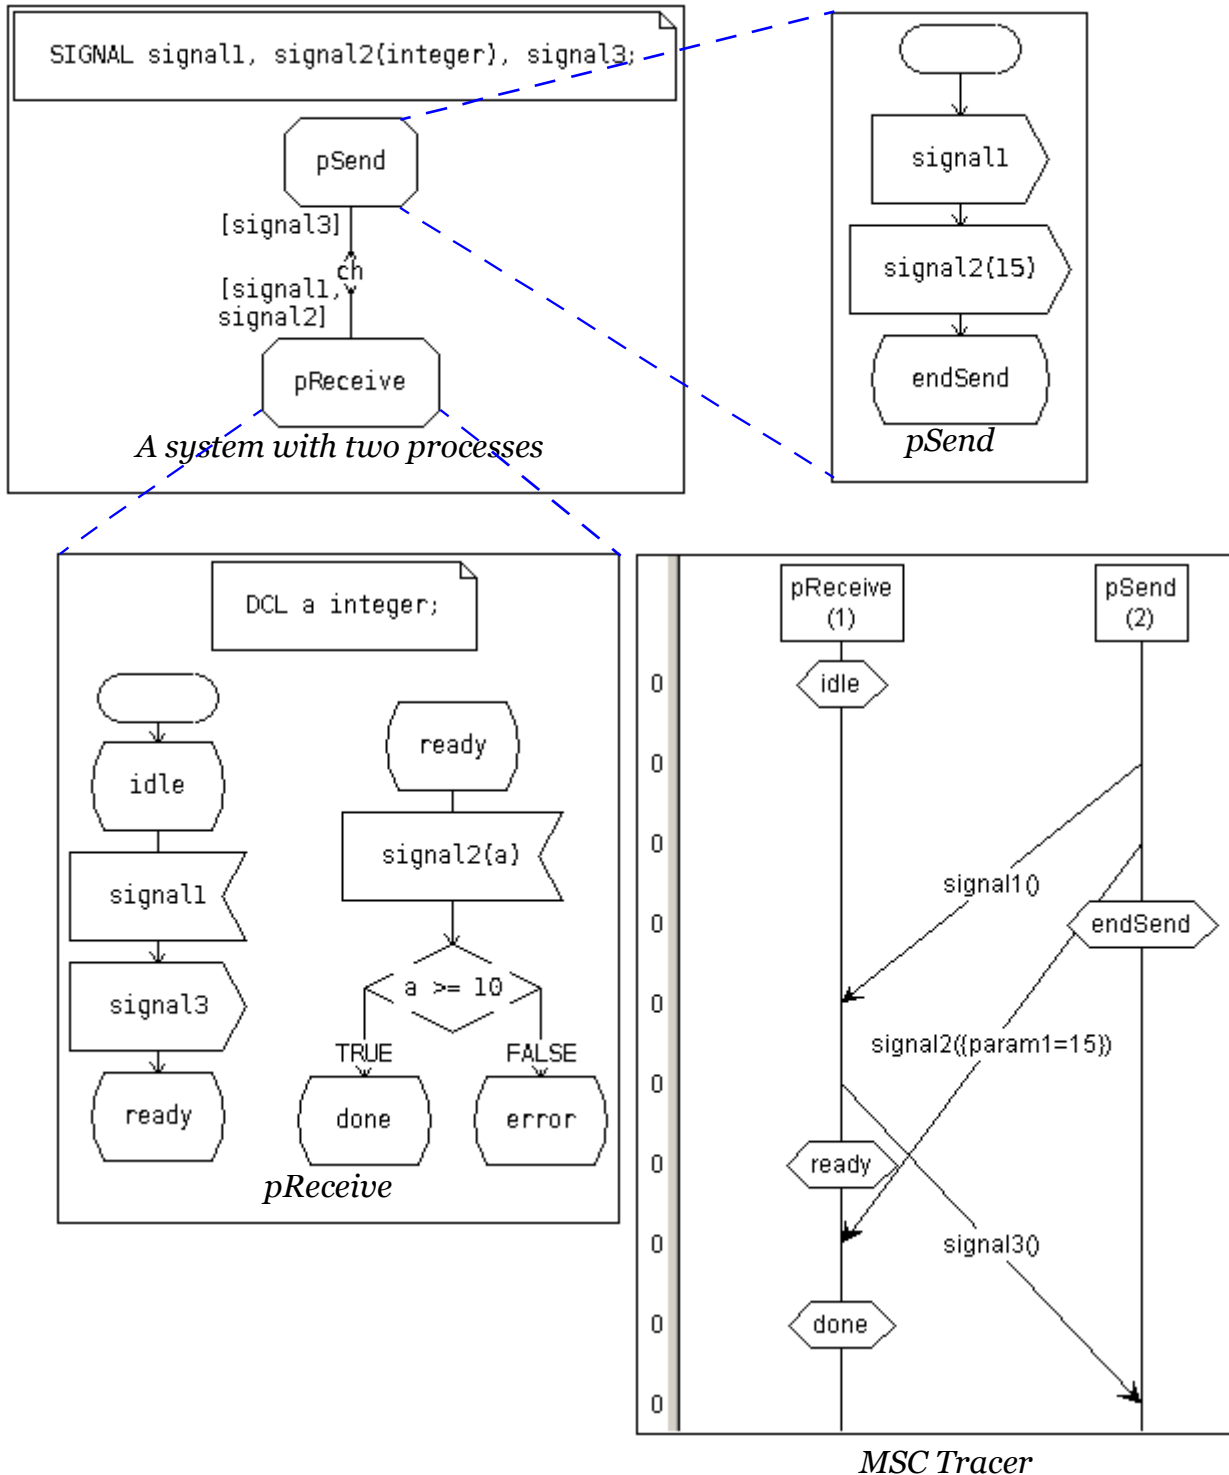 SIGNAL signal1, signal2(integer), signal3;
pSend
[signal3]
ch
[signal1,
signal2]
pReceive
A system with two processes
signal1
signal2(15)
endSend
pSend
DCL a integer;
idle
signal1
signal3
ready
ready
signal2(a)
a >= 10
TRUE
FALSE
done
error
pReceive
pReceive
(1)
pSend
(2)
0
idle
0
0
signal1()
0
endSend
0
signal2({param1=15})
0
0
ready
0
signal3()
0
done
0
MSC Tracer